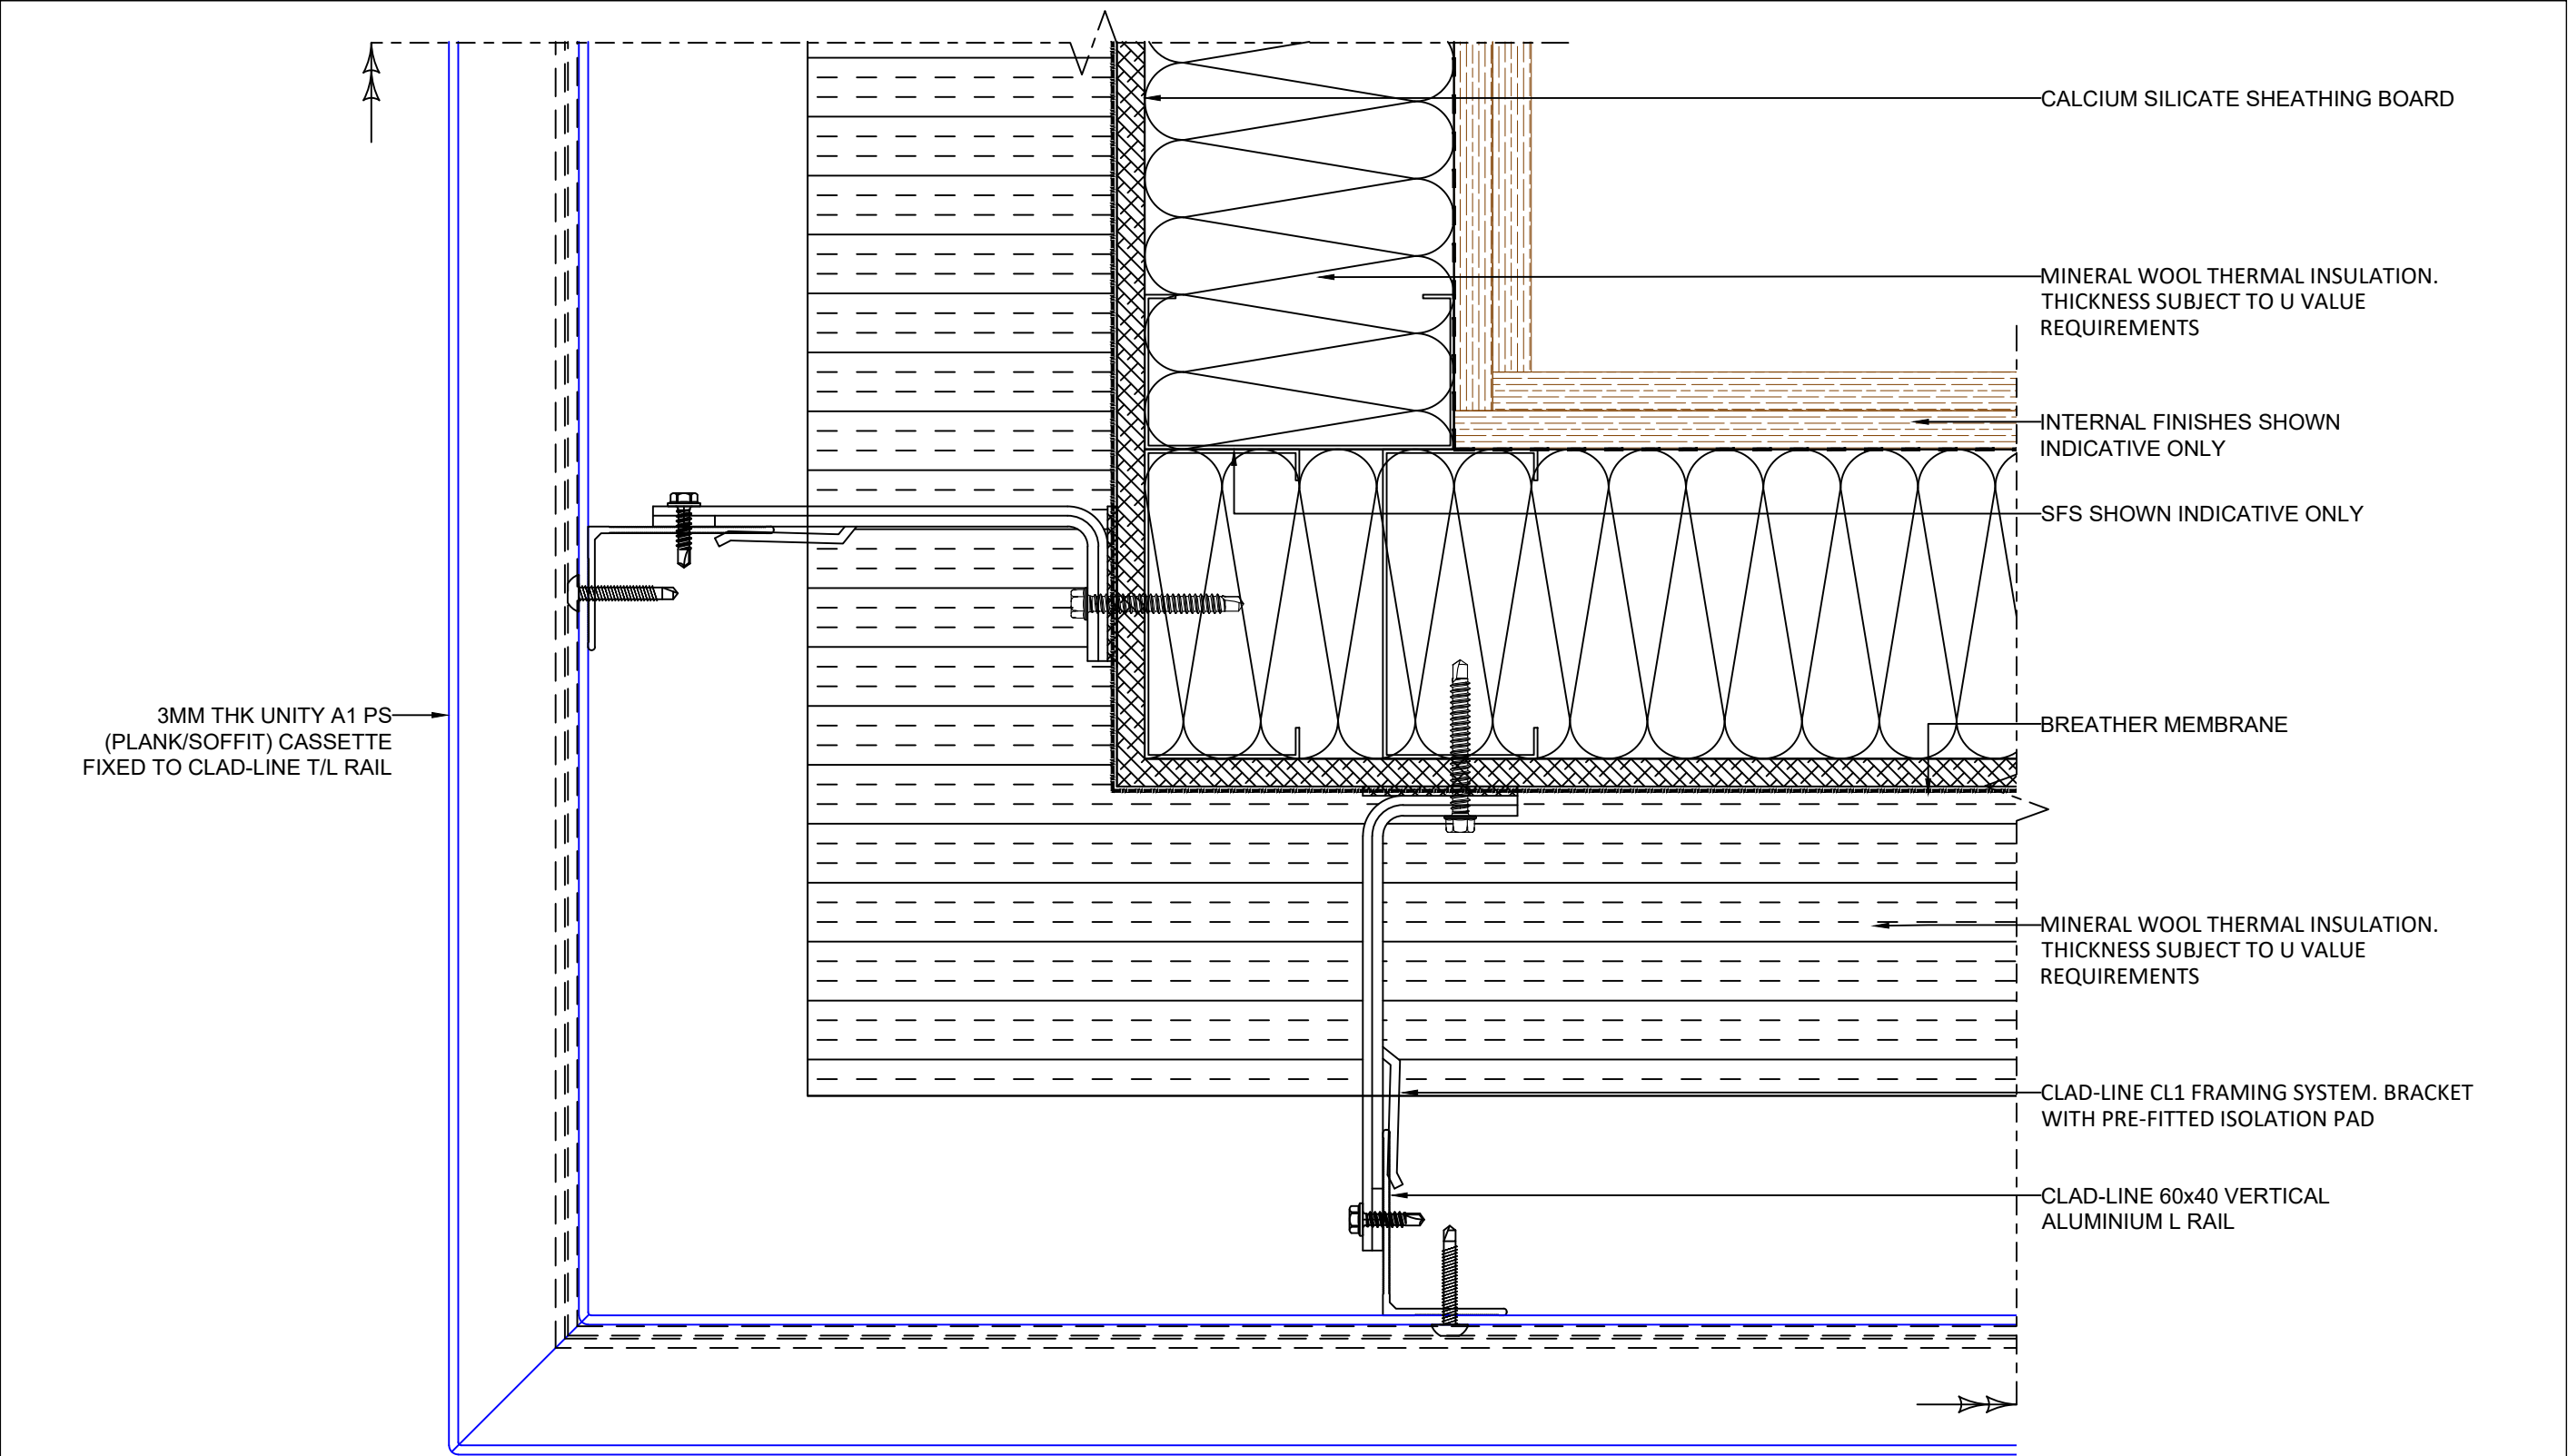 CALCIUM SILICATE SHEATHING BOARD
MINERAL WOOL THERMAL INSULATION.
THICKNESS SUBJECT TO U VALUE
REQUIREMENTS
INTERNAL FINISHES SHOWN
INDICATIVE ONLY
SFS SHOWN INDICATIVE ONLY
3MM THK UNITY A1 PS
(PLANK/SOFFIT) CASSETTE
FIXED TO CLAD-LINE T/L RAIL
BREATHER MEMBRANE
MINERAL WOOL THERMAL INSULATION.
THICKNESS SUBJECT TO U VALUE
REQUIREMENTS
CLAD-LINE CL1 FRAMING SYSTEM. BRACKET
WITH PRE-FITTED ISOLATION PAD
CLAD-LINE 60x40 VERTICAL
ALUMINIUM L RAIL